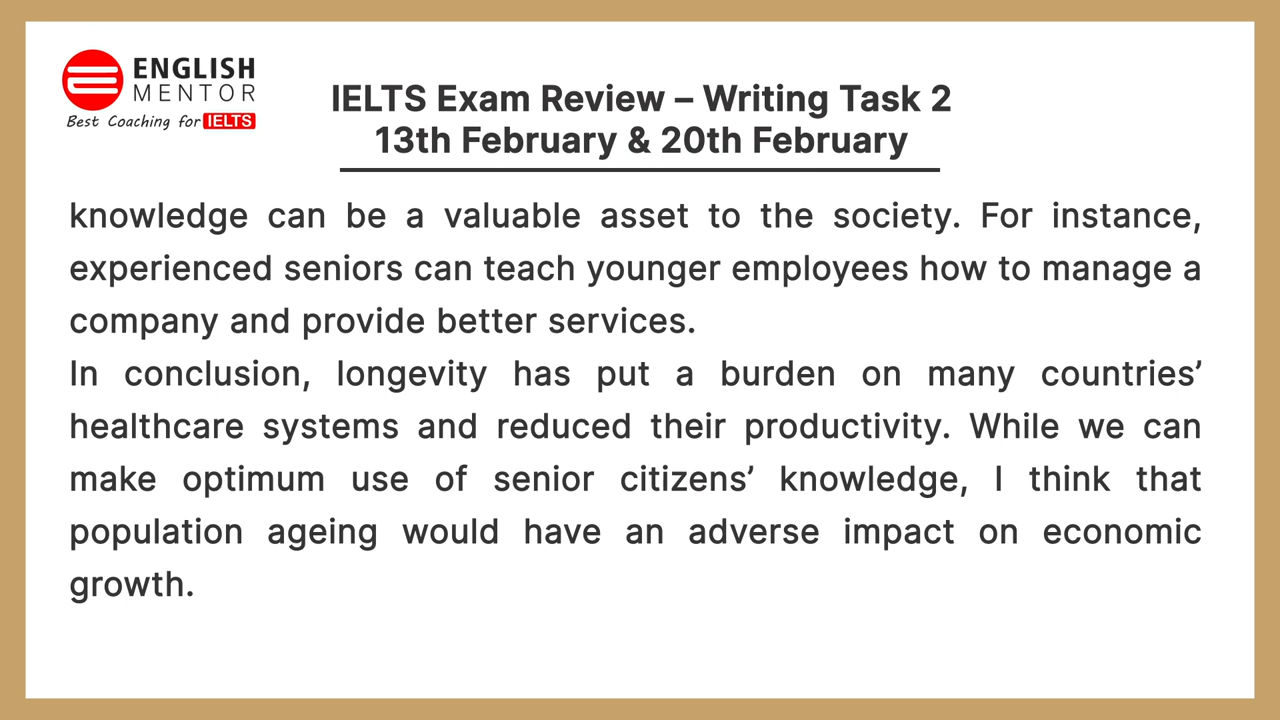 ENGLISH
MENTOR
Best Coaching for IELTS
IELTS Exam Review – Writing Task 2
13th February & 20th February
knowledge can be a valuable asset to the society. For instance,
experienced seniors can teach younger employees how to manage a
company and provide better services.
In conclusion, longevity has put a burden on many countries’
healthcare systems and reduced their productivity. While we can
make optimum use of senior citizens’ knowledge, I think that
population ageing would have an adverse impact on economic
growth.